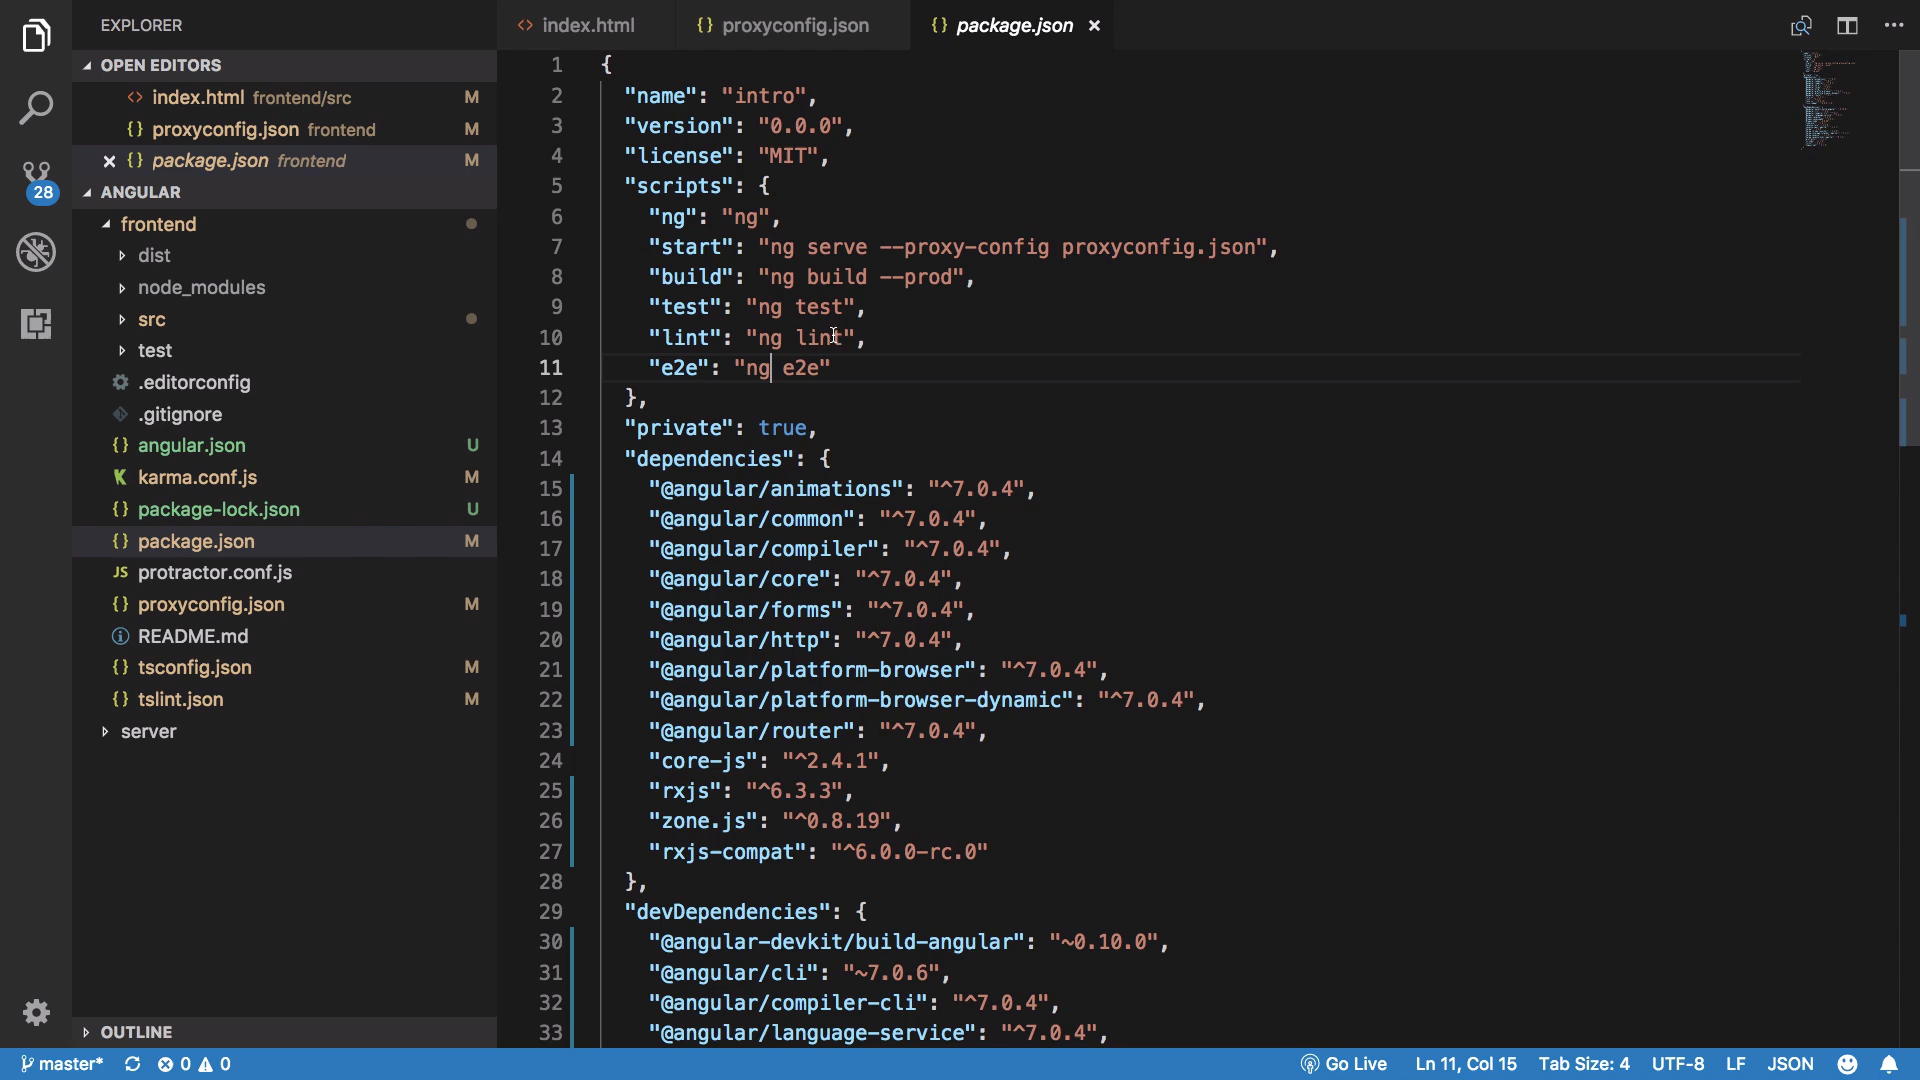 EXPLORER
OPEN EDITORS
index.html frontend/src M
proxyconfig.json frontend M
package.json frontend M
28
ANGULAR
frontend
dist
node_modules
src
test
.editorconfig
.gitignore
angular.json U
karma.conf.js M
package-lock.json U
package.json M
JS protractor.conf.js
proxyconfig.json M
README.md
tsconfig.json M
tslint.json M
server
OUTLINE
<> index.html {} proxyconfig.json {} package.json ×
1 {
2 "name": "intro",
3 "version": "0.0.0",
4 "license": "MIT",
5 "scripts": {
6 "ng": "ng",
7 "start": "ng serve --proxy-config proxyconfig.json",
8 "build": "ng build --prod",
9 "test": "ng test",
10 "lint": "ng lint",
11 "e2e": "ng e2e"
12 },
13 "private": true,
14 "dependencies": {
15 "@angular/animations": "^7.0.4",
16 "@angular/common": "^7.0.4",
17 "@angular/compiler": "^7.0.4",
18 "@angular/core": "^7.0.4",
19 "@angular/forms": "^7.0.4",
20 "@angular/http": "^7.0.4",
21 "@angular/platform-browser": "^7.0.4",
22 "@angular/platform-browser-dynamic": "^7.0.4",
23 "@angular/router": "^7.0.4",
24 "core-js": "^2.4.1",
25 "rxjs": "^6.3.3",
26 "zone.js": "^0.8.19",
27 "rxjs-compat": "^6.0.0-rc.0"
28 },
29 "devDependencies": {
30 "@angular-devkit/build-angular": "~0.10.0",
31 "@angular/cli": "~7.0.6",
32 "@angular/compiler-cli": "^7.0.4",
33 "@angular/language-service": "^7.0.4",
master* 0 0 Go Live Ln 11, Col 15 Tab Size: 4 UTF-8 LF JSON